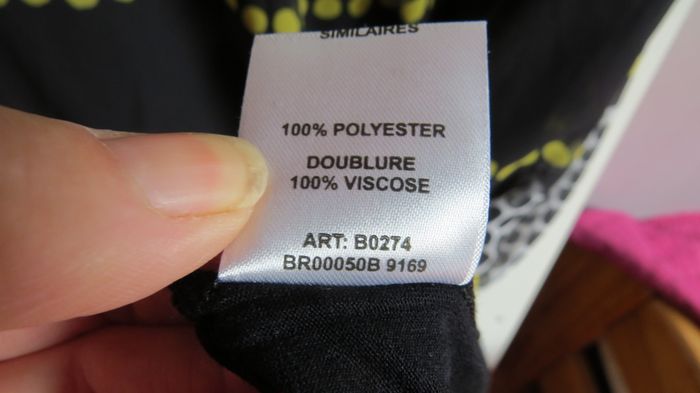 SIMILAIRES
100% POLYESTER
DOUBLURE
100% VISCOSE
ART: B0274
BR00050B 9169